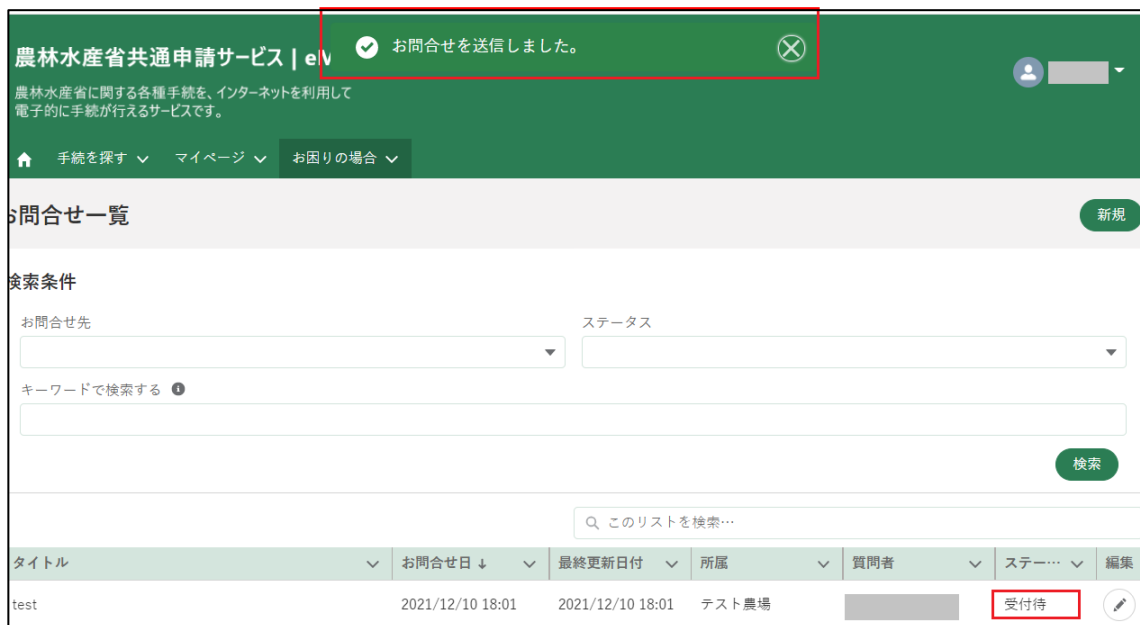 お問合せを送信しました。
農林水産省共通申請サービス | eM
農林水産省に関する各種手続を、インターネットを利用して
電子的に手続が行えるサービスです。
手続を探す マイページ お困りの場合
お問合せ一覧 新規
検索条件
お問合せ先 ステータス
キーワードで検索する
検索
このリストを検索…
タイトル お問合せ日↓ 最終更新日付 所属 質問者 ステー… 編集
test 2021/12/10 18:01 2021/12/10 18:01 テスト農場 受付待